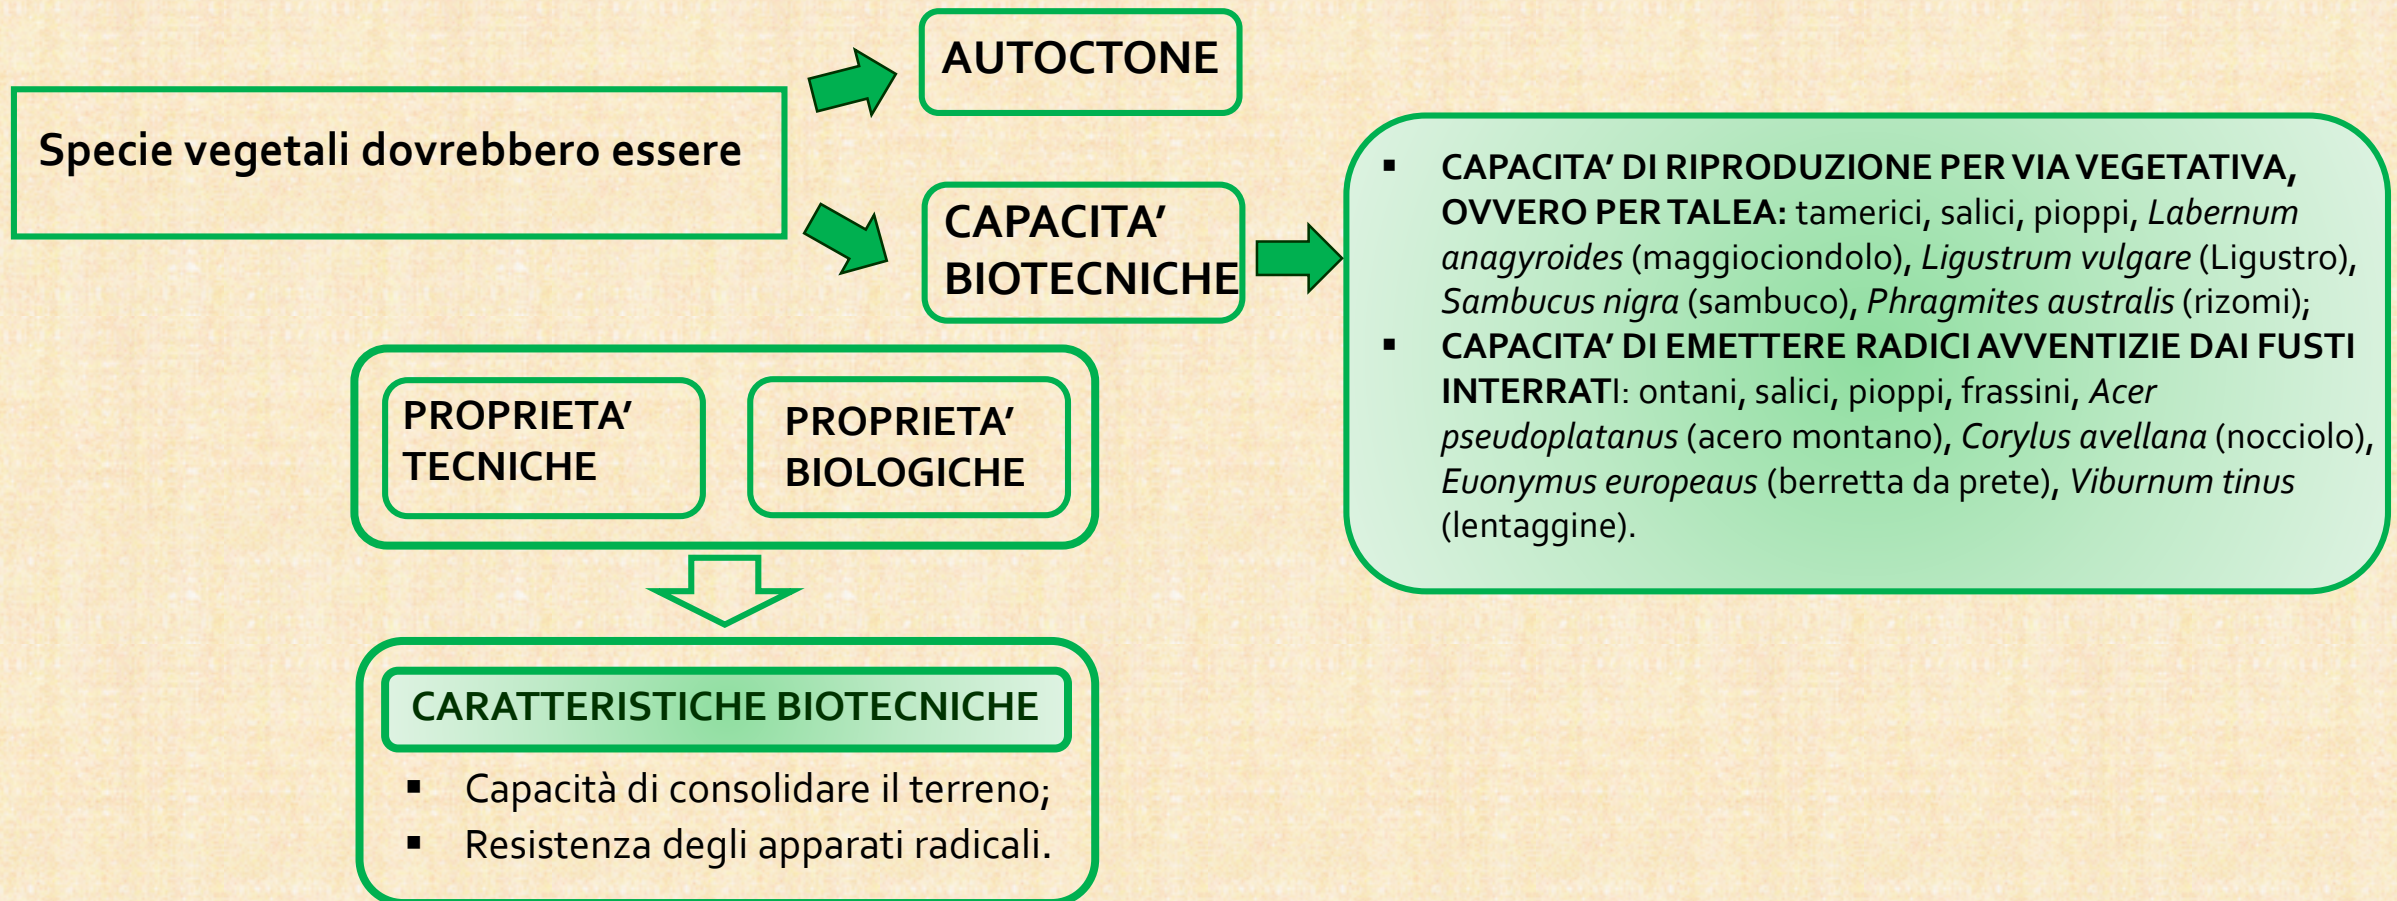 AUTOCTONE
Specie vegetali dovrebbero essere
CAPACITA’
BIOTECNICHE
▪ CAPACITA’ DI RIPRODUZIONE PER VIA VEGETATIVA,
OVVERO PER TALEA: tamerici, salici, pioppi, Labernum
anagyroides (maggiociondolo), Ligustrum vulgare (Ligustro),
Sambucus nigra (sambuco), Phragmites australis (rizomi);
▪ CAPACITA’ DI EMETTERE RADICI AVVENTIZIE DAI FUSTI
INTERRATI: ontani, salici, pioppi, frassini, Acer
pseudoplatanus (acero montano), Corylus avellana (nocciolo),
Euonymus europeaus (berretta da prete), Viburnum tinus
(lentaggine).
PROPRIETA’
TECNICHE
PROPRIETA’
BIOLOGICHE
CARATTERISTICHE BIOTECNICHE
▪ Capacità di consolidare il terreno;
▪ Resistenza degli apparati radicali.